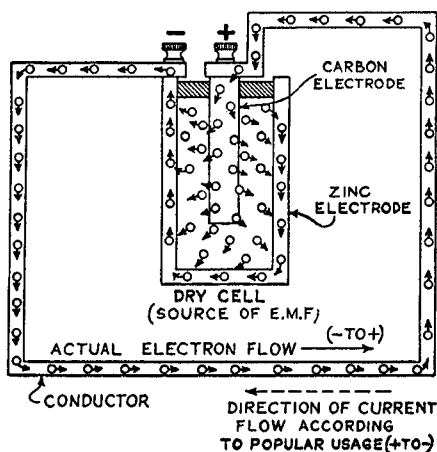 - +
CARBON
ELECTRODE
ZINC
ELECTRODE
DRY CELL
(SOURCE OF E.M.F)
ACTUAL ELECTRON FLOW (-TO+)
CONDUCTOR
DIRECTION OF CURRENT
FLOW ACCORDING
TO POPULAR USAGE(+TO-)